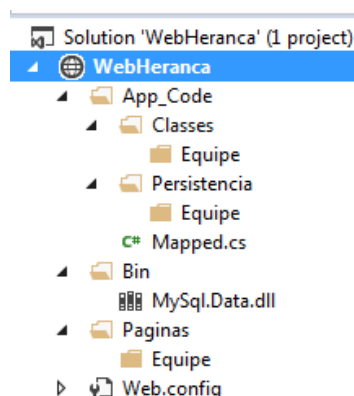 Solution 'WebHeranca' (1 project)
WebHeranca
App_Code
Classes
Equipe
Persistencia
Equipe
C# Mapped.cs
Bin
MySql.Data.dll
Paginas
Equipe
Web.config